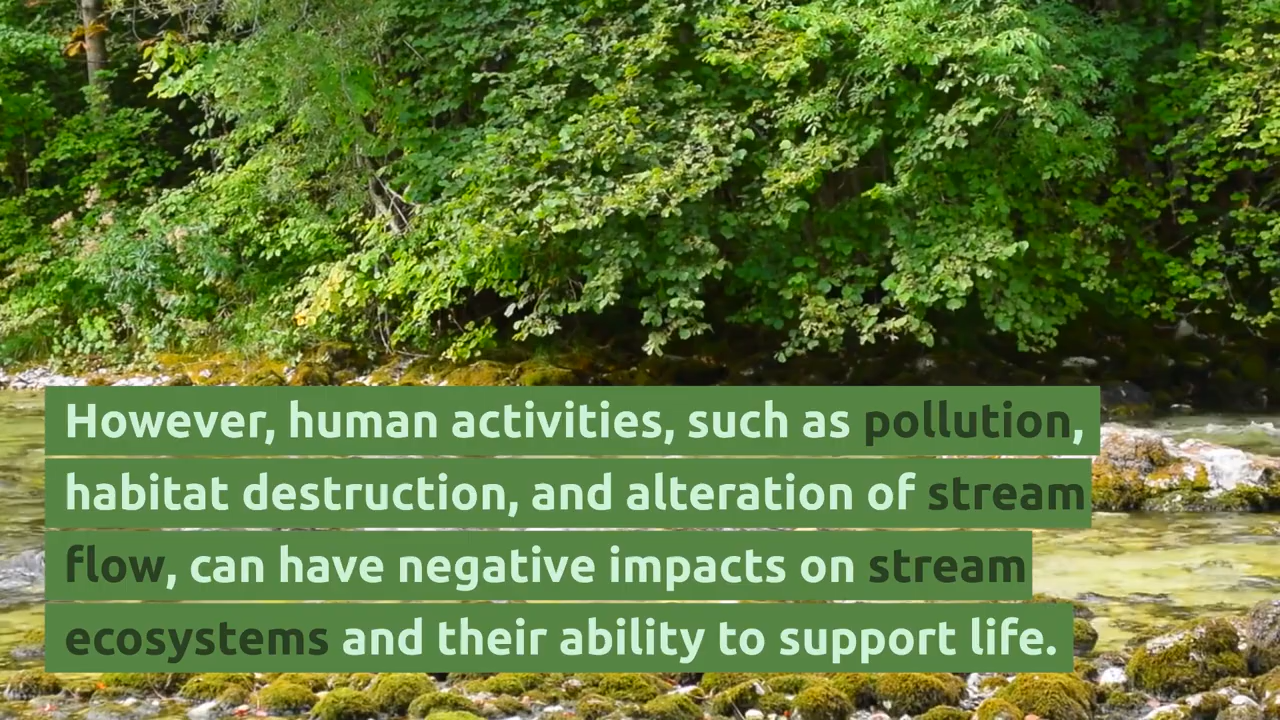 However, human activities, such as pollution,
habitat destruction, and alteration of stream
flow, can have negative impacts on stream
ecosystems and their ability to support life.